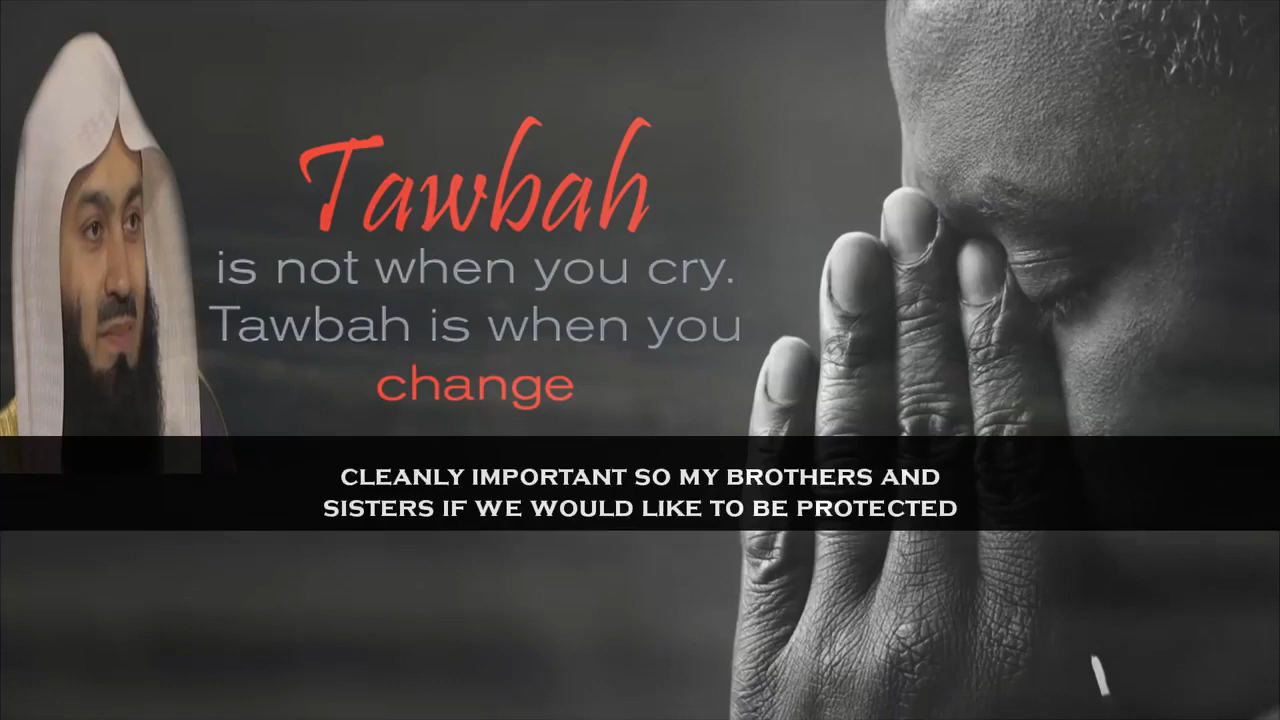 Tawbah
is not when you cry.
Tawbah is when you
change
CLEANLY IMPORTANT SO MY BROTHERS AND
SISTERS IF WE WOULD LIKE TO BE PROTECTED